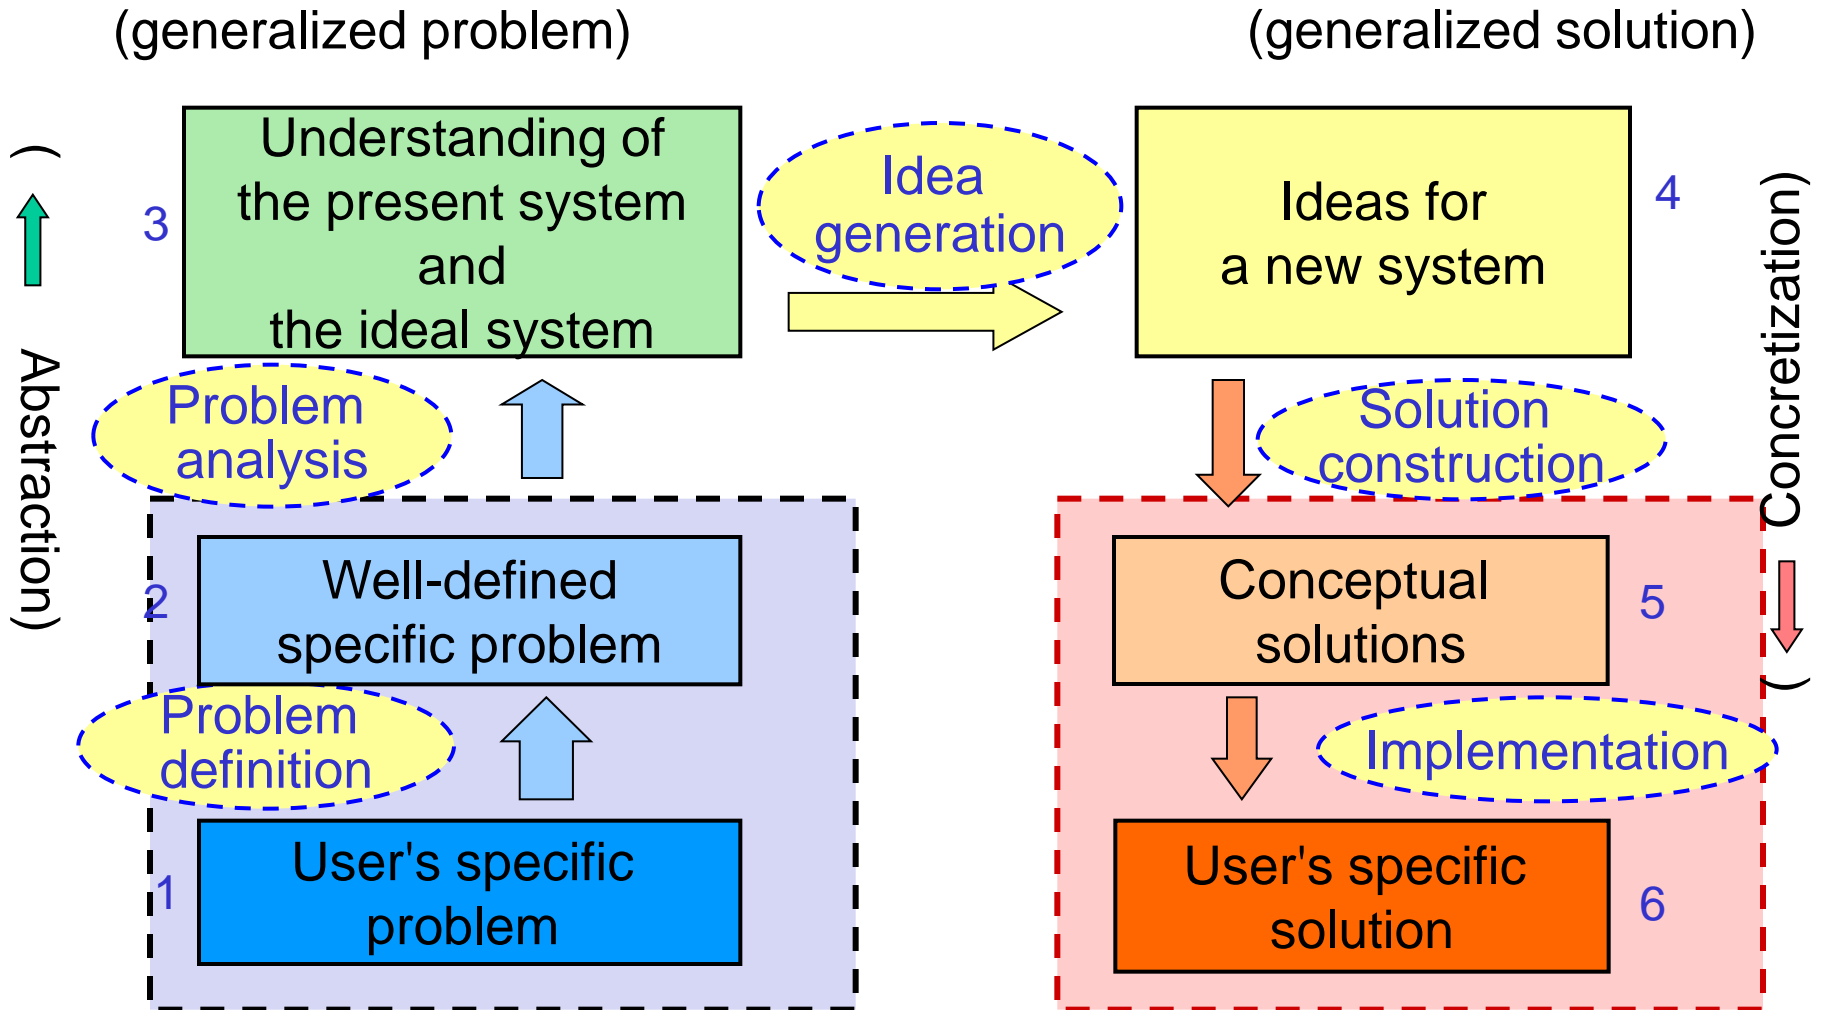 (generalized problem)
(generalized solution)
(
Abstraction)
3
Understanding of
the present system
and
the ideal system
Idea
generation
Ideas for
a new system
4
Concretization)
(
Problem
analysis
Solution
construction
2
Well-defined
specific problem
Conceptual
solutions
5
Problem
definition
Implementation
1
User's specific
problem
User's specific
solution
6